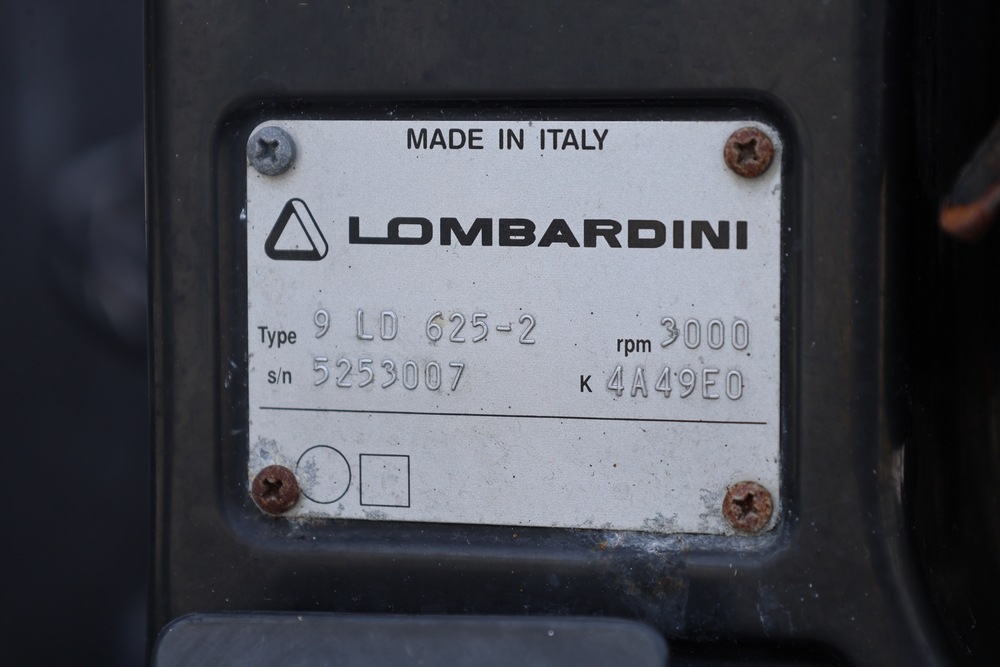 MADE IN ITALY
LOMBARDINI
Type 9 LD 625-2 rpm 3000
s/n 5253007 K 4A49E0